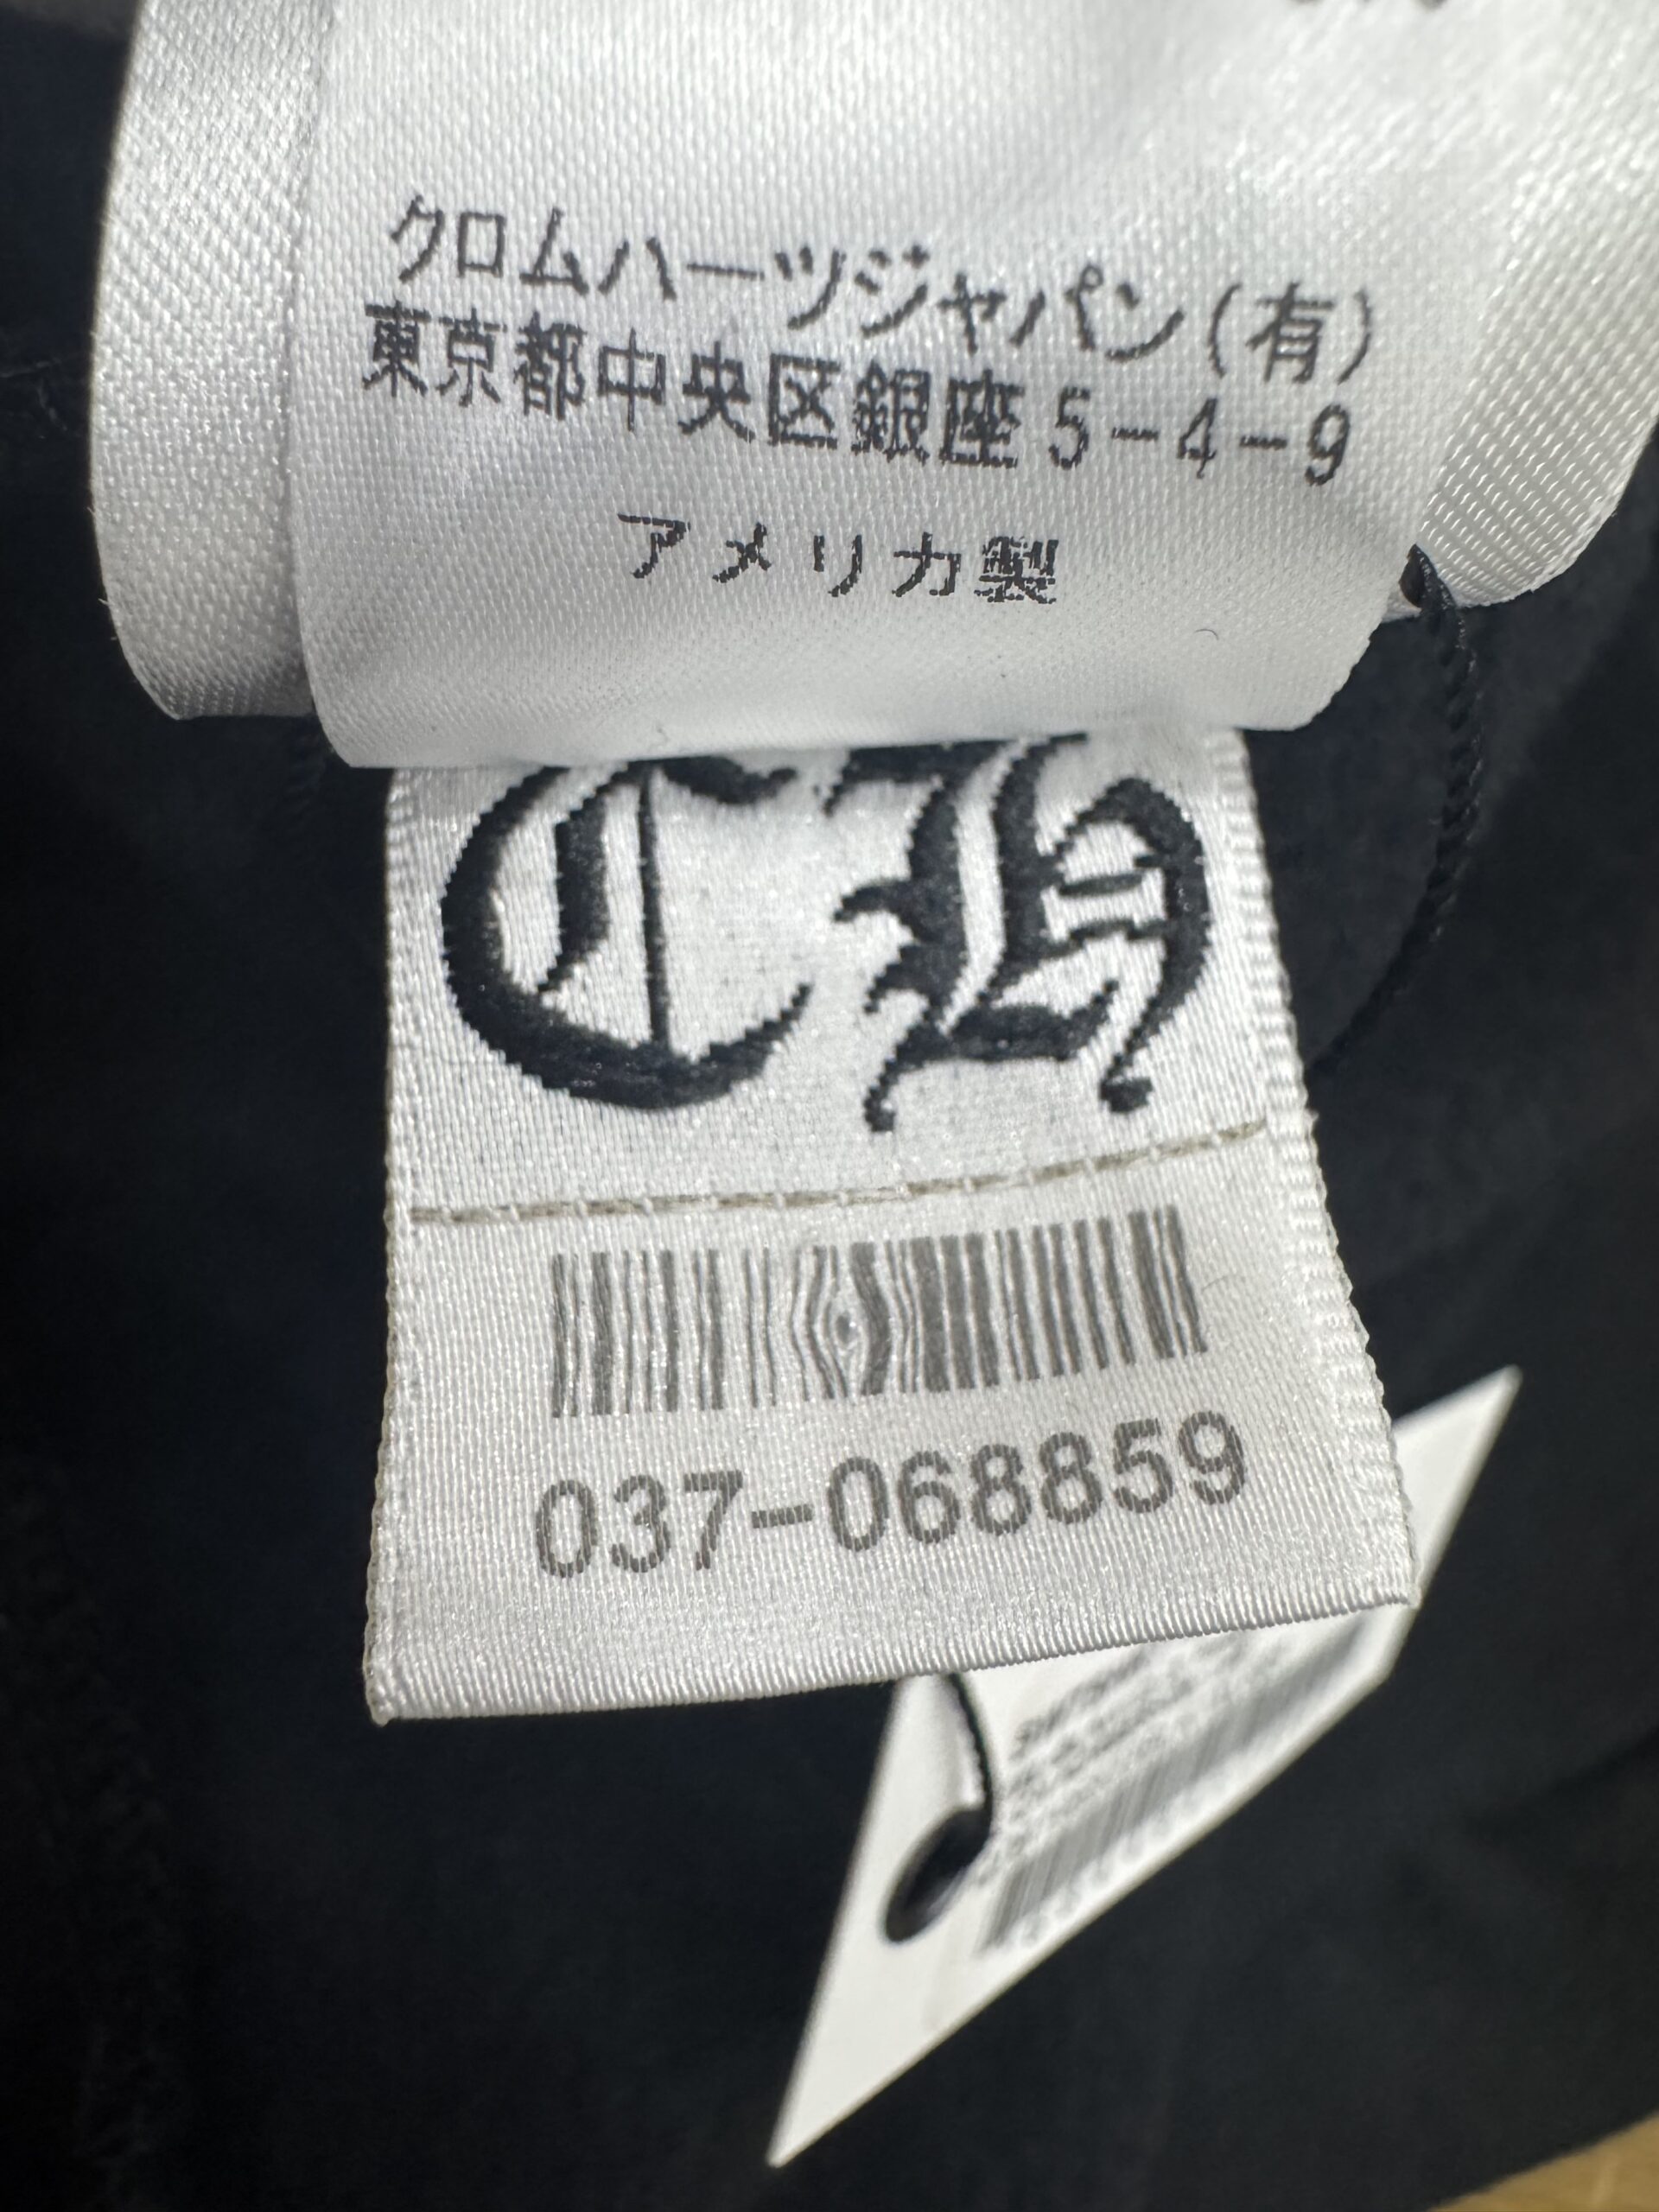 クロムハーツジャパン(有)
東京都中央区銀座5-4-9
アメリカ製
CH
037-068859